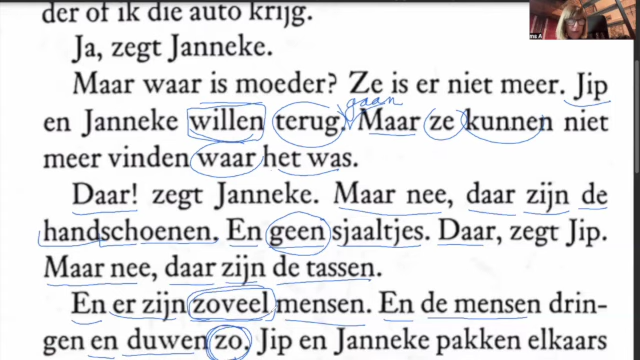 der of ik die auto krijg.
Ja, zegt Janneke.
Maar waar is moeder? Ze is er niet meer. Jip
gaan
en Janneke willen terug. Maar ze kunnen niet
meer vinden waar het was.
Daar! zegt Janneke. Maar nee, daar zijn de
handschoenen. En geen sjaaltjes. Daar, zegt Jip.
Maar nee, daar zijn de tassen.
En er zijn zoveel mensen. En de mensen drin-
gen en duwen zo. Jip en Janneke pakken elkaars